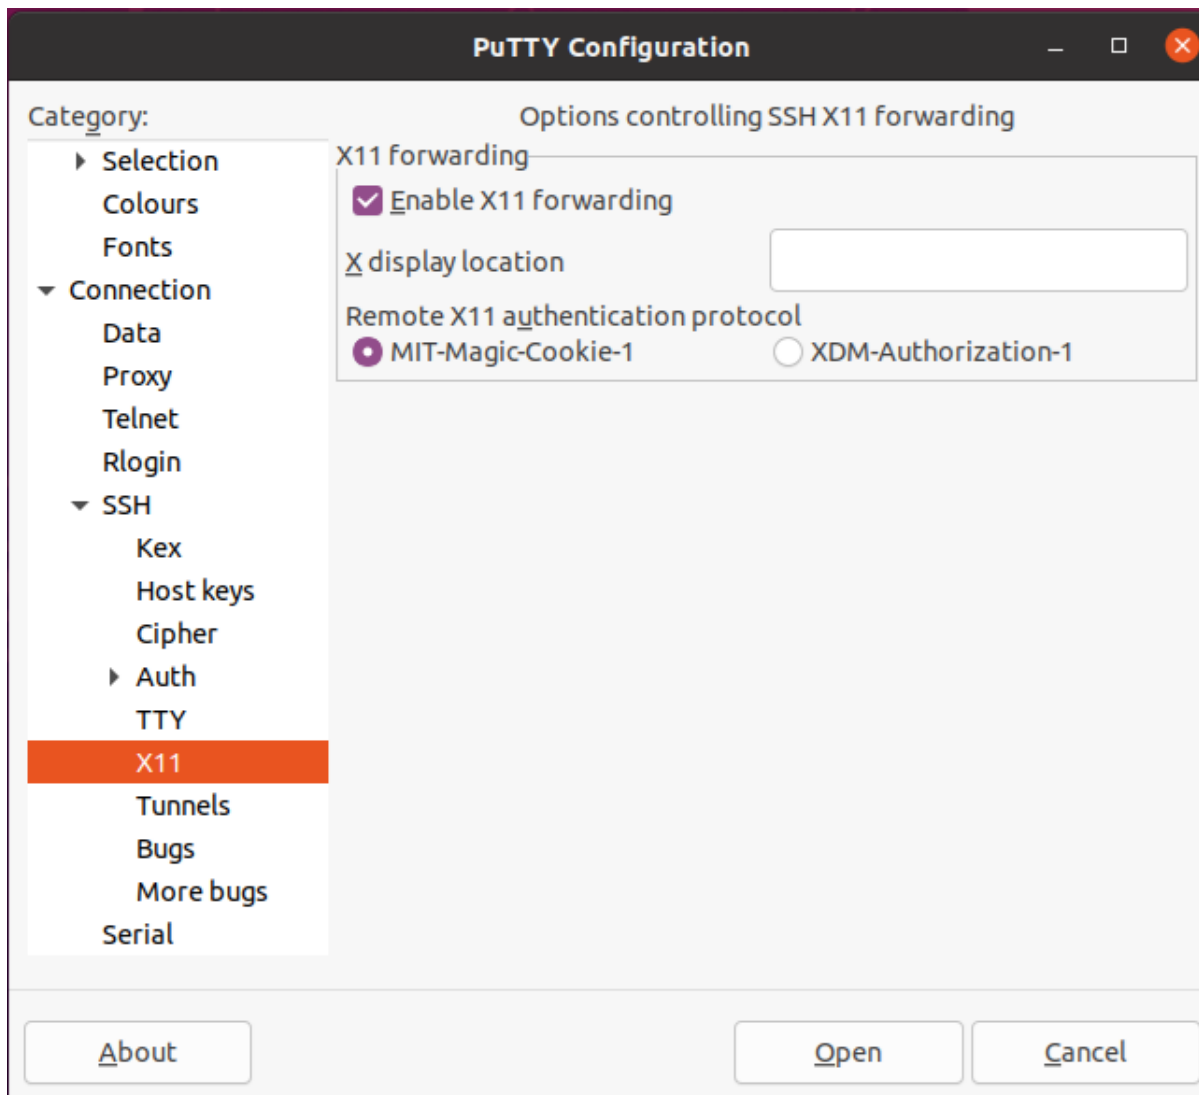 PuTTY Configuration
Category:
Options controlling SSH X11 forwarding
Selection
Colours
Fonts
Connection
Data
Proxy
Telnet
Rlogin
SSH
Kex
Host keys
Cipher
Auth
TTY
X11
Tunnels
Bugs
More bugs
Serial
X11 forwarding
Enable X11 forwarding
X display location
Remote X11 authentication protocol
MIT-Magic-Cookie-1 XDM-Authorization-1
About Open Cancel